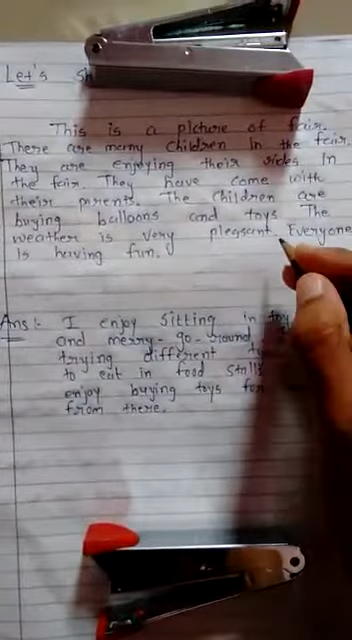 Let's
This is a picture of fair.
There are many children in the fair.
They are enjoying their rides in
the fair. They have come with
their prients. The children are
buying balloons and toys The
weather is very pleasant. Everyone
is having fun.
Ans:- I enjoy sitting in toy
and merry-go-round
trying different
to eat in food stalls
enjoy buying toys for
from there.